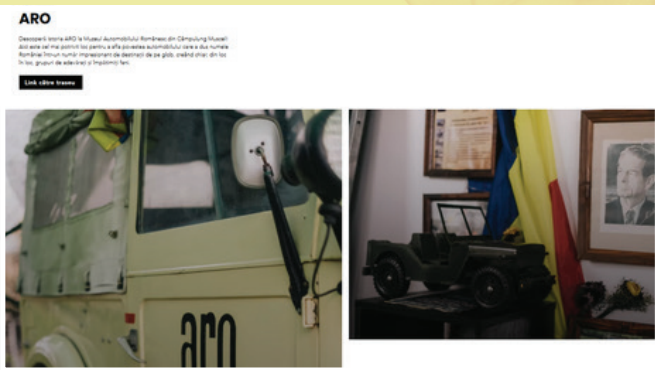 ARO
Descoperă istoria ARO la Muzeul Automobilului Românesc din Câmpulung Muscel!
Aici este cel mai potrivit loc pentru a afla povestea automobilului care a dus numele
României într-un număr impresionant de destinații de pe glob, creând chiar, din loc
în loc, grupuri de adevărați și împătimiți fani.
Link către traseu
aro